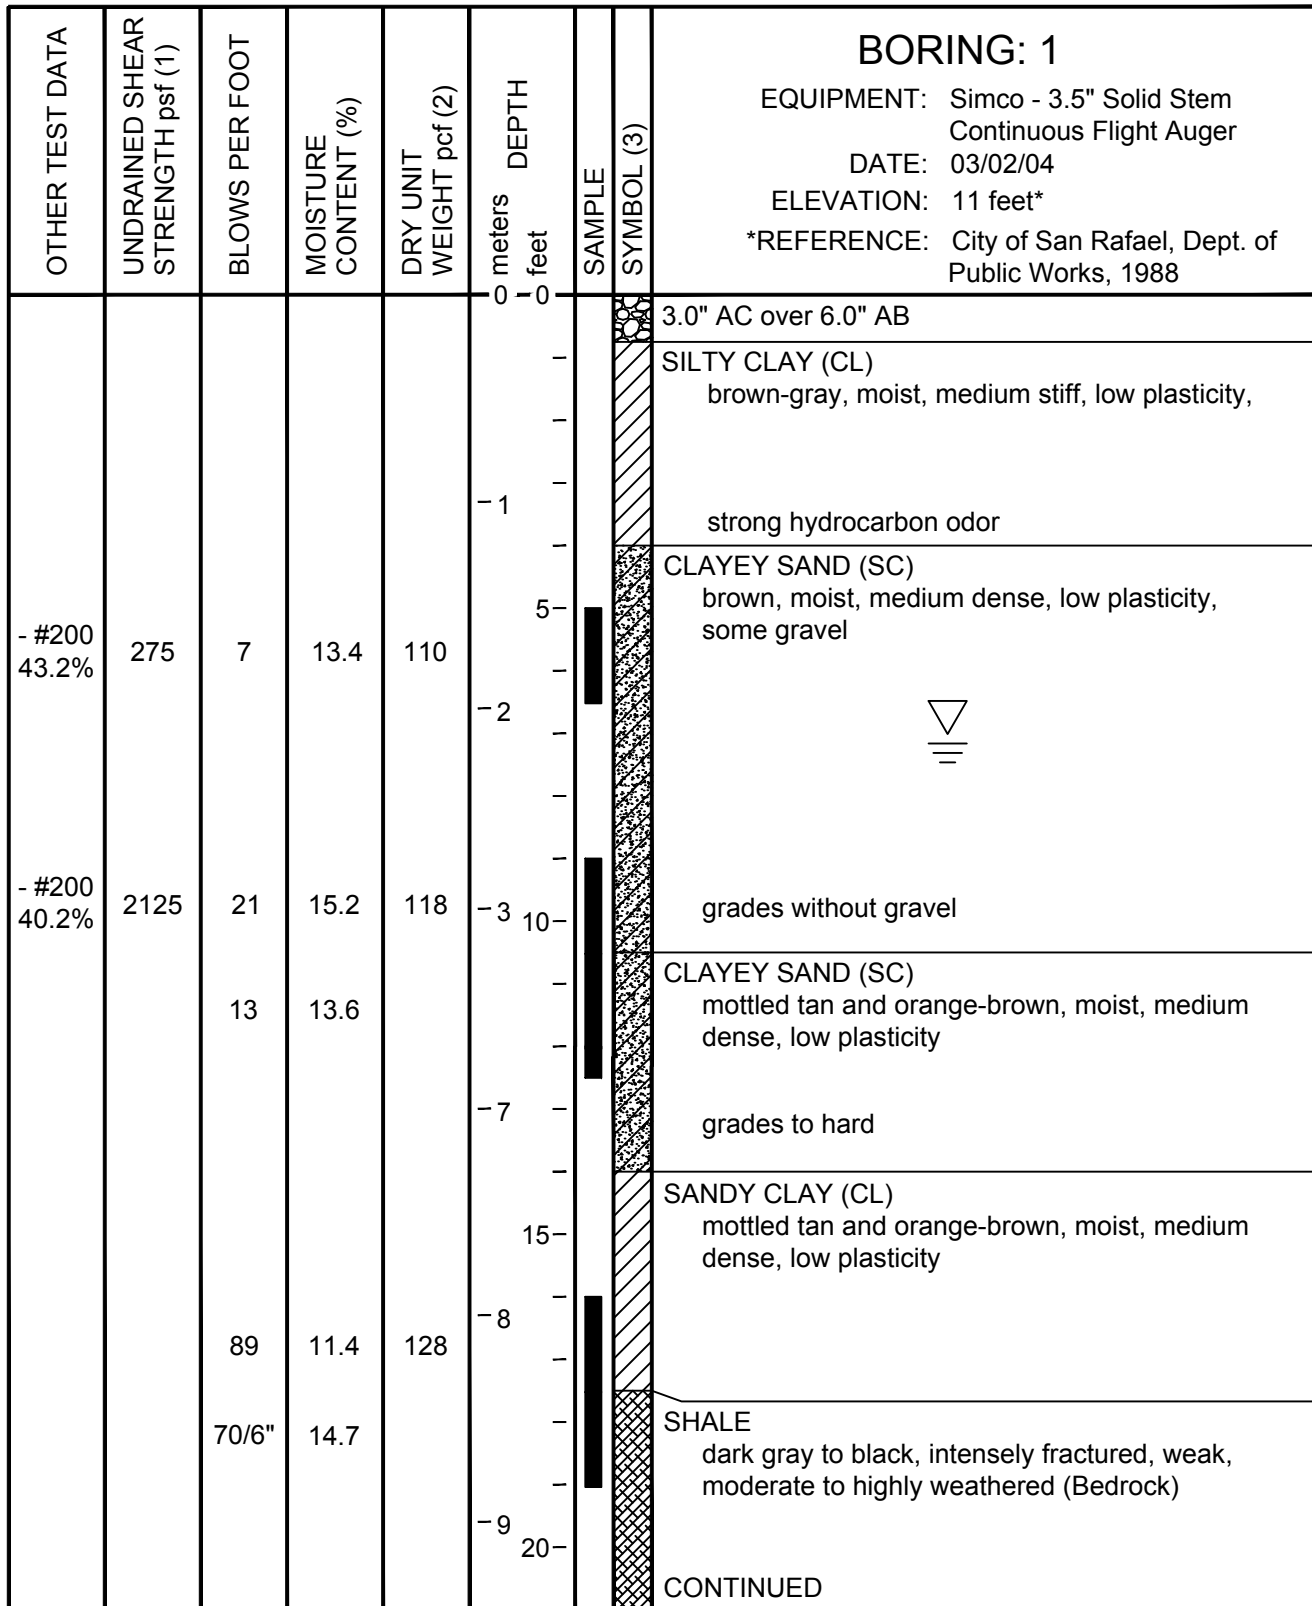 OTHER TEST DATA
UNDRAINED SHEAR
STRENGTH psf (1)
BLOWS PER FOOT
MOISTURE
CONTENT (%)
DRY UNIT
WEIGHT pcf (2)
meters DEPTH
feet
SAMPLE
SYMBOL (3)
BORING: 1
EQUIPMENT: Simco - 3.5" Solid Stem
Continuous Flight Auger
DATE: 03/02/04
ELEVATION: 11 feet*
*REFERENCE: City of San Rafael, Dept. of
Public Works, 1988
0 0
3.0" AC over 6.0" AB
SILTY CLAY (CL)
brown-gray, moist, medium stiff, low plasticity,
1
strong hydrocarbon odor
CLAYEY SAND (SC)
brown, moist, medium dense, low plasticity,
5
some gravel
- #200
43.2%
275 7 13.4 110
2
- #200
40.2%
2125 21 15.2 118
3 10
grades without gravel
CLAYEY SAND (SC)
mottled tan and orange-brown, moist, medium
13 13.6
dense, low plasticity
7
grades to hard
SANDY CLAY (CL)
mottled tan and orange-brown, moist, medium
15
dense, low plasticity
8
89 11.4 128
SHALE
70/6" 14.7
dark gray to black, intensely fractured, weak,
moderate to highly weathered (Bedrock)
9
20
CONTINUED